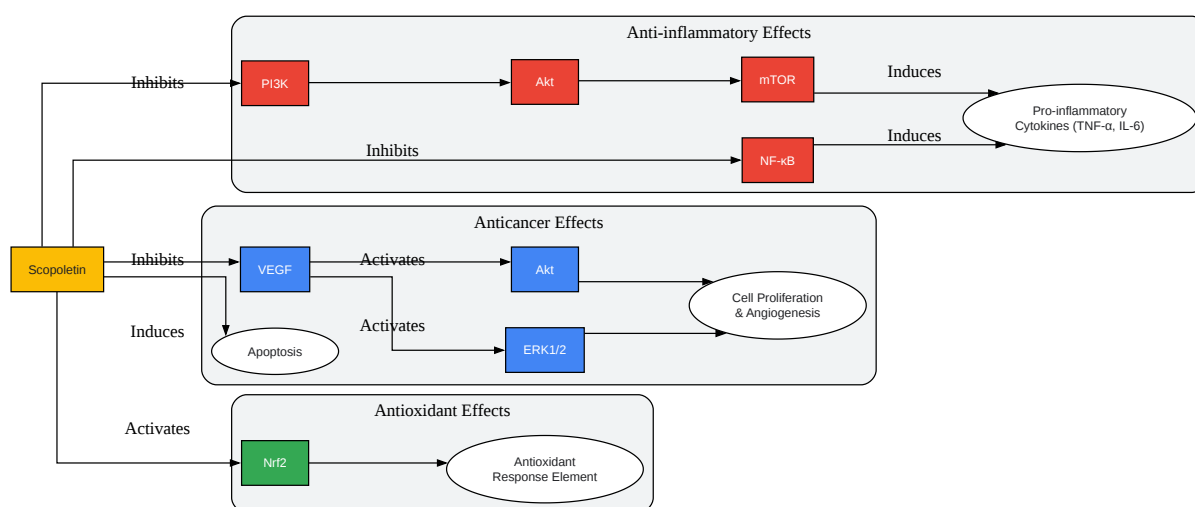 Anti-inflammatory Effects
Inhibits
PI3K
Akt
mTOR
Induces
Pro-inflammatory
Cytokines (TNF-α, IL-6)
Inhibits
NF-κB
Induces
Anticancer Effects
Scopoletin
Inhibits
VEGF
Activates
Akt
Cell Proliferation
& Angiogenesis
Induces
Apoptosis
Activates
ERK1/2
Antioxidant Effects
Activates
Nrf2
Antioxidant
Response Element